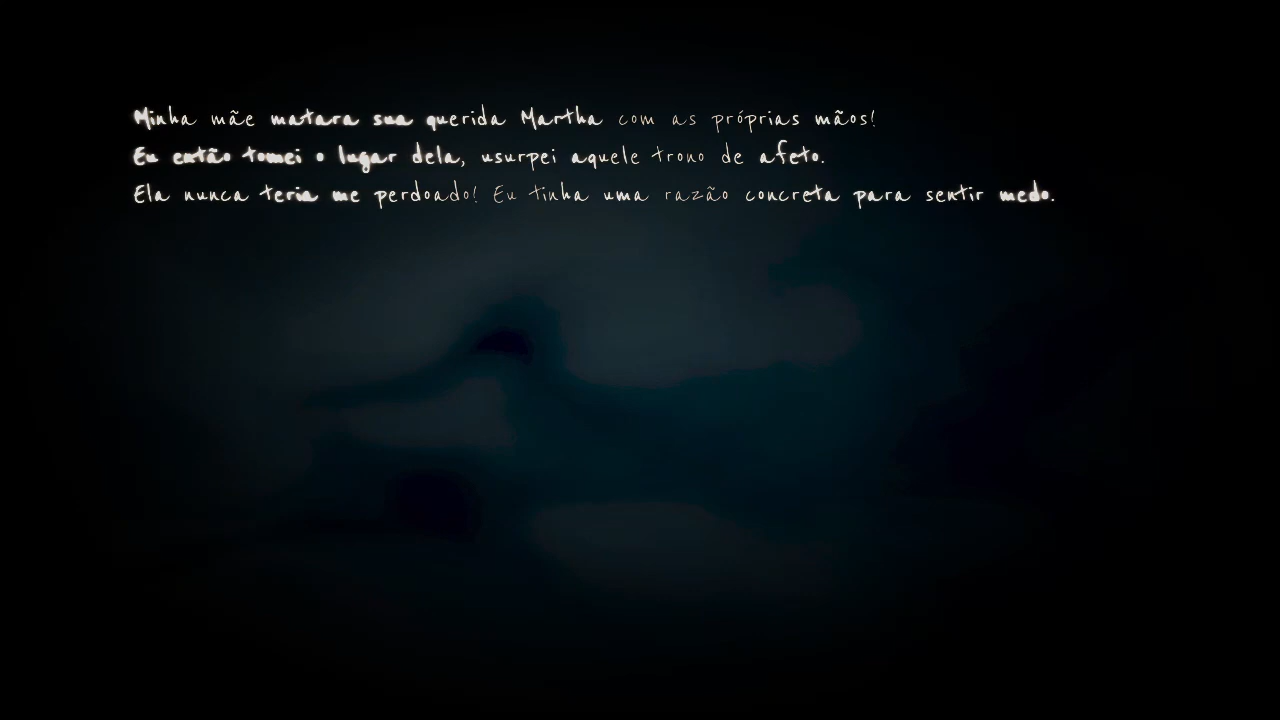 Minha mãe matara sua querida Martha com as próprias mãos!
Eu então tomei o lugar dela, usurpei aquele trono de afeto.
Ela nunca teria me perdoado! Eu tinha uma razão concreta para sentir medo.